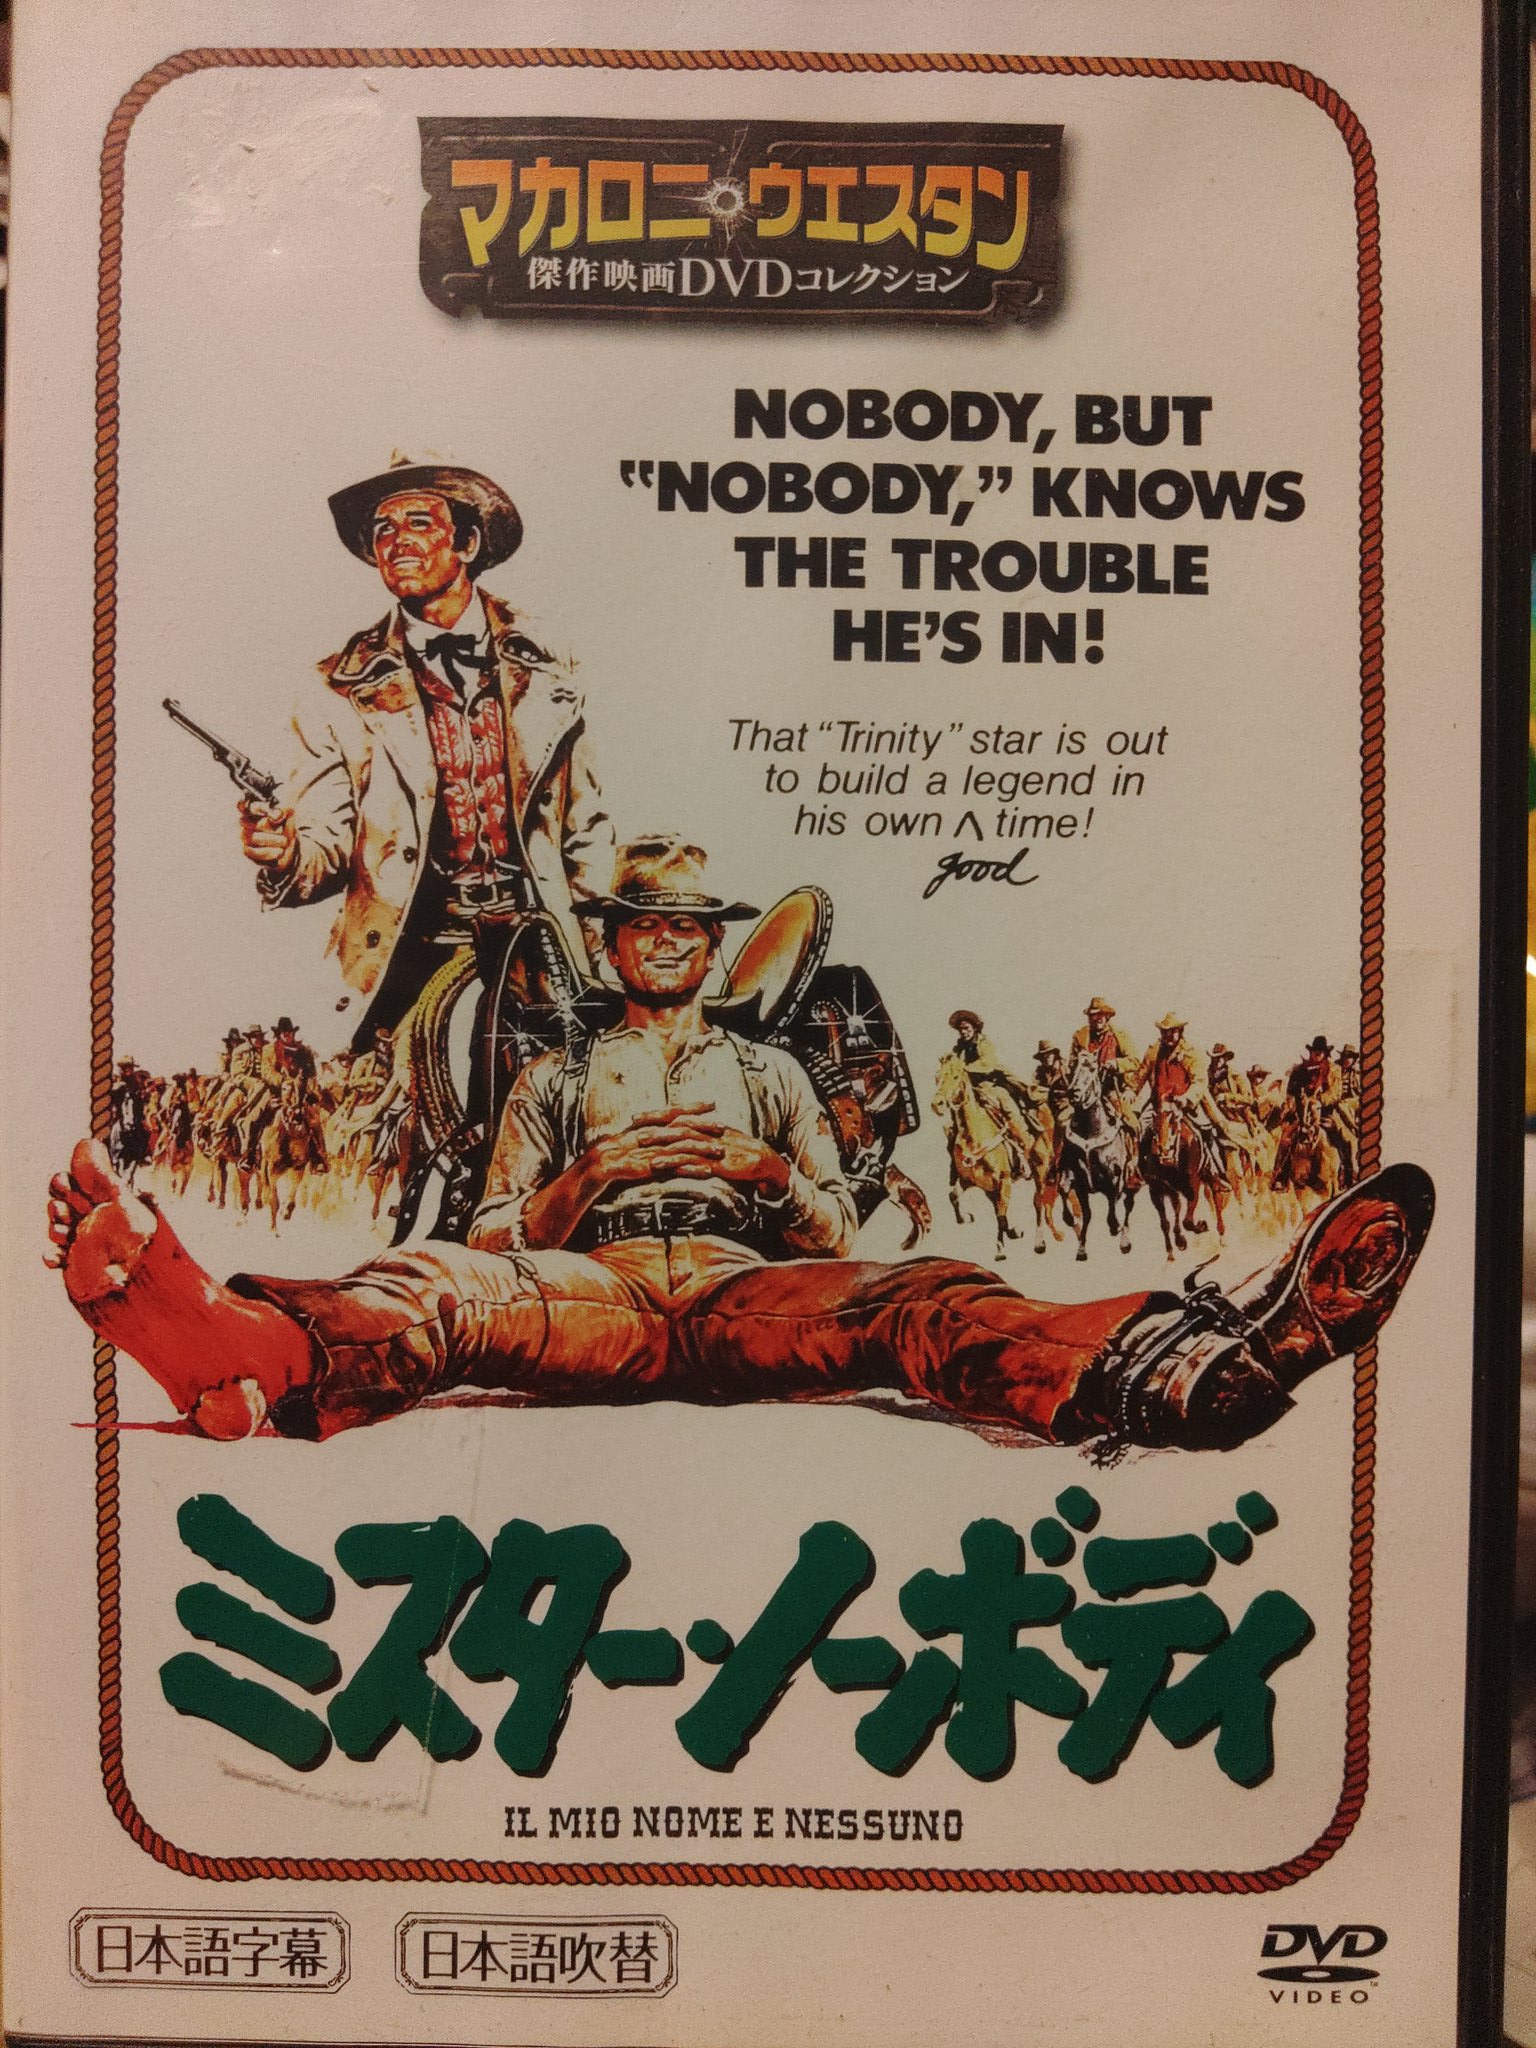 マカロニ・ウエスタン
傑作映画DVDコレクション
NOBODY, BUT
“NOBODY,” KNOWS
THE TROUBLE
HE’S IN!
That “Trinity” star is out
to build a legend in
his own ∧ time!
good
ミスター・ノーボディ
IL MIO NOME E NESSUNO
日本語字幕
日本語吹替
DVD
VIDEO™